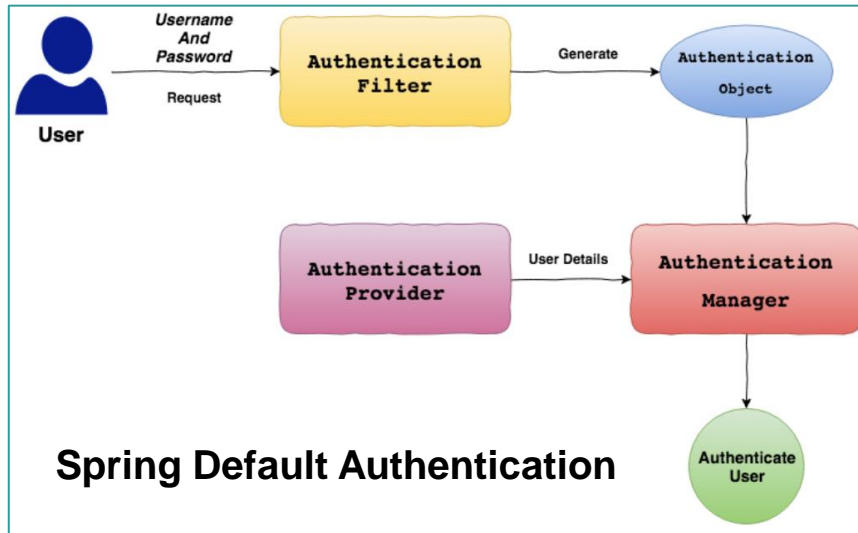 Username
And
Password
Request
User
Authentication
Filter
Generate
Authentication
Object
Authentication
Provider
User Details
Authentication
Manager
Authenticate
User
Spring Default Authentication